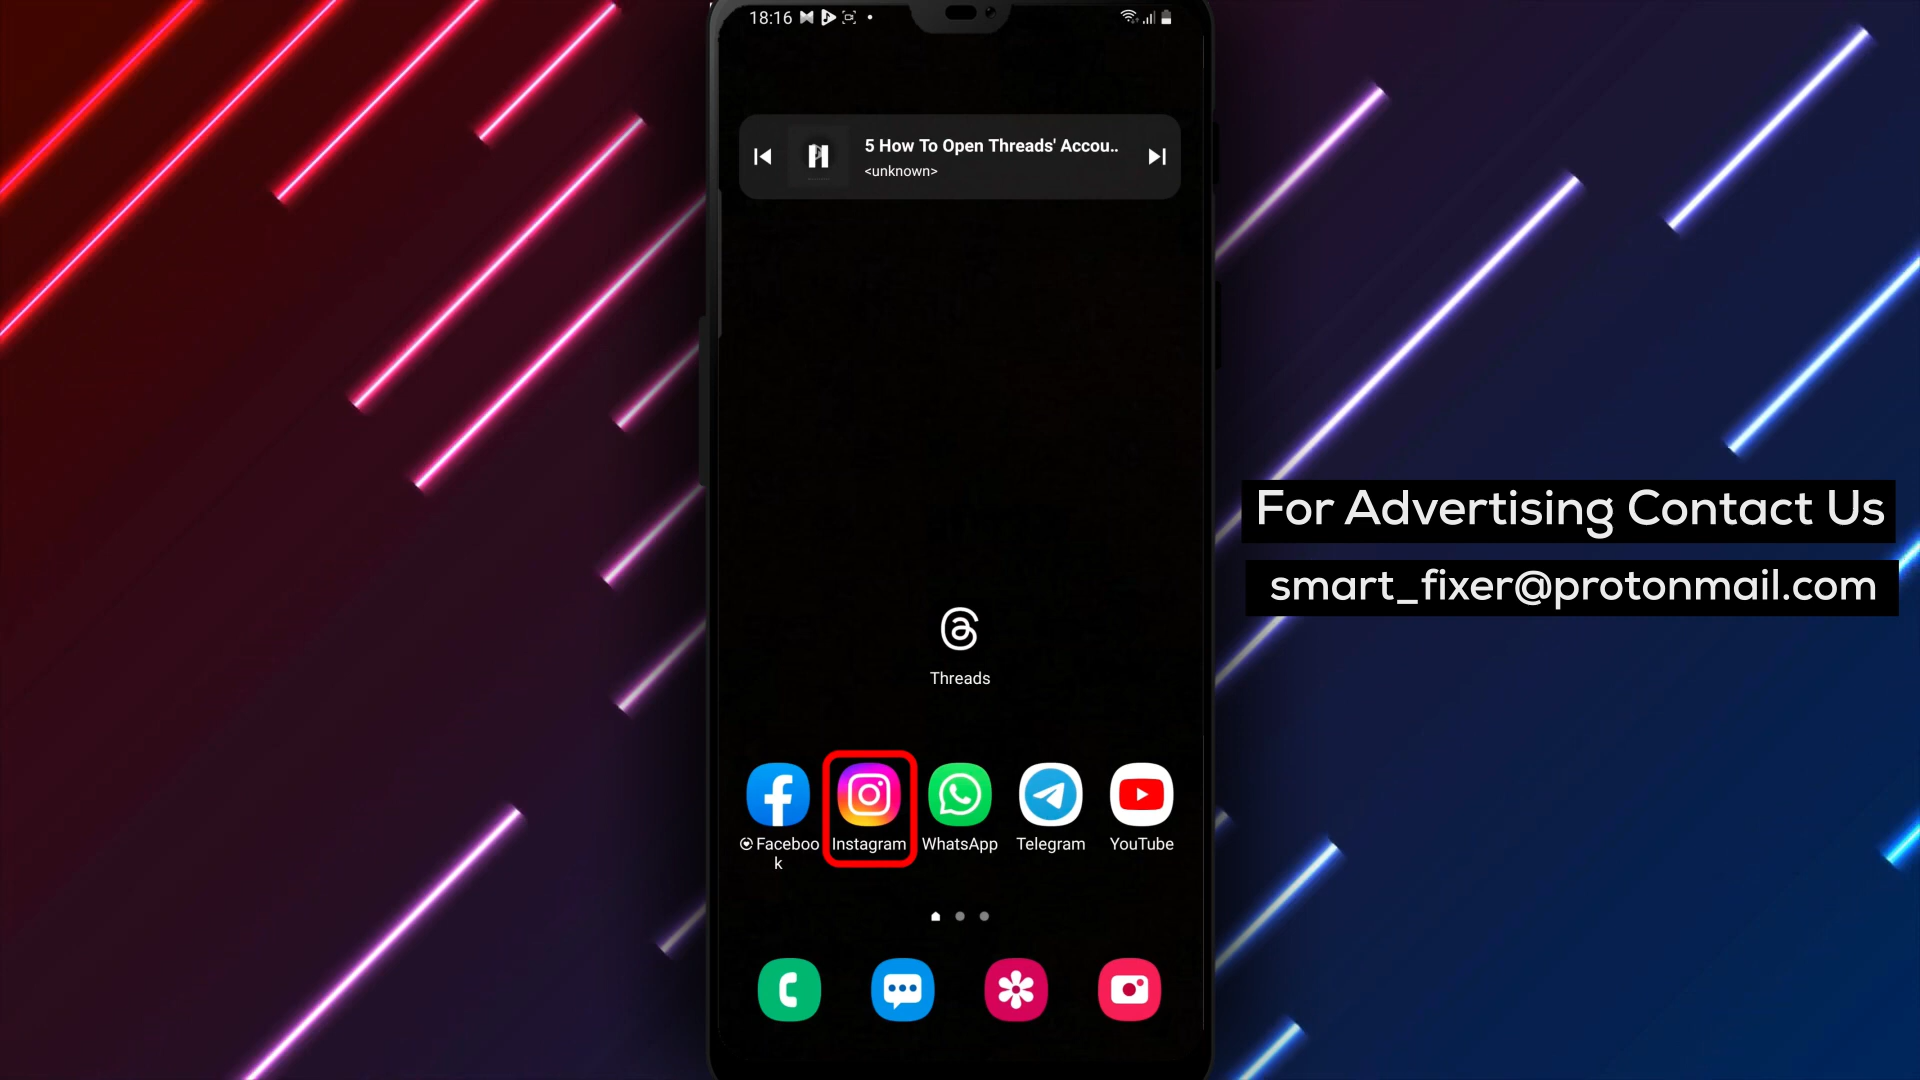 18:16
5 How To Open Threads' Accou..
<unknown>
For Advertising Contact Us
smart_fixer@protonmail.com
Threads
Faceboo
k
Instagram
WhatsApp
Telegram
YouTube